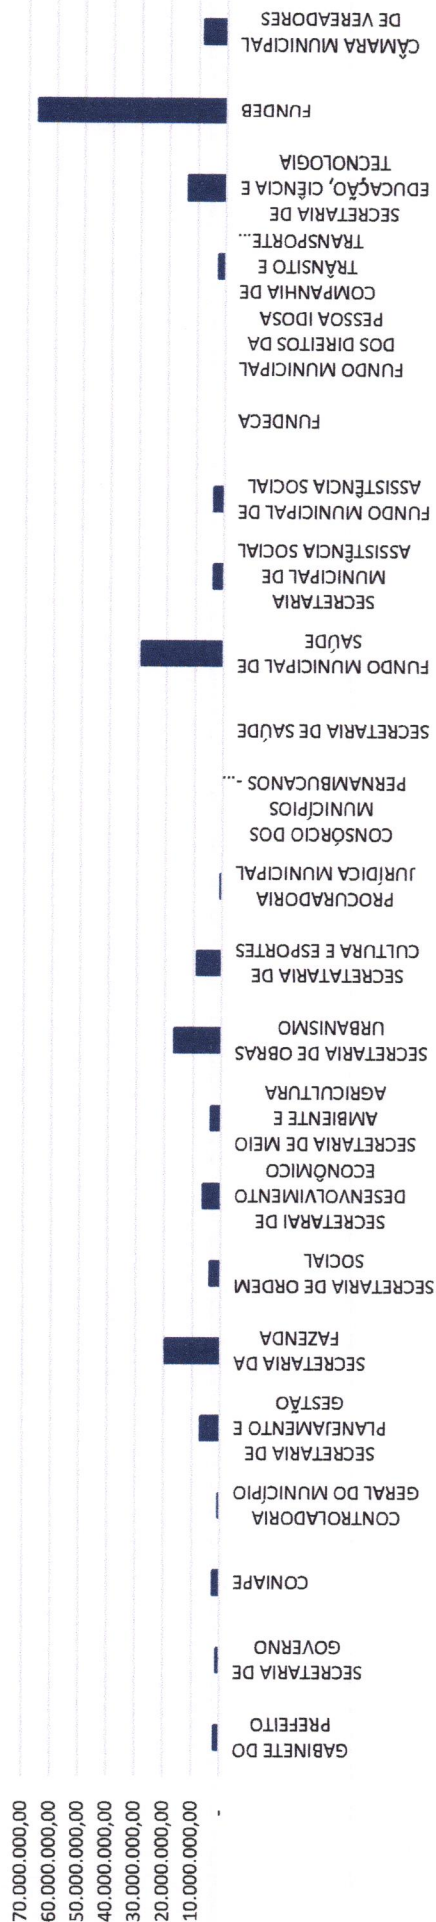 70.000.000,00
60.000.000,00
50.000.000,00
40.000.000,00
30.000.000,00
20.000.000,00
10.000.000,00
-
GABINETE DO
PREFEITO
SECRETARIA DE
GOVERNO
CONIAPE
CONTROLADORIA
GERAL DO MUNICÍPIO
SECRETARIA DE
PLANEJAMENTO E
GESTÃO
SECRETARIA DA
FAZENDA
SECRETARIA DE ORDEM
SOCIAL
SECRETARAI DE
DESENVOLVIMENTO
ECONÔMICO
SECRETARIA DE MEIO
AMBIENTE E
AGRICULTURA
SECRETARIA DE OBRAS
URBANISMO
SECRETATARIA DE
CULTURA E ESPORTES
PROCURADORIA
JURÍDICA MUNICIPAL
CONSÓRCIO DOS
MUNICÍPIOS
PERNAMBUCANOS -...
SECRETARIA DE SAÚDE
FUNDO MUNICIPAL DE
SAÚDE
SECRETARIA
MUNICIPAL DE
ASSISTÊNCIA SOCIAL
FUNDO MUNICIPAL DE
ASSISTÊNCIA SOCIAL
FUNDECA
FUNDO MUNICIPAL
DOS DIREITOS DA
PESSOA IDOSA
COMPANHIA DE
TRÂNSITO E
TRANSPORTE...
SECRETARIA DE
EDUCAÇÃO, CIÊNCIA E
TECNOLOGIA
FUNDEB
CÂMARA MUNICIPAL
DE VEREADORES